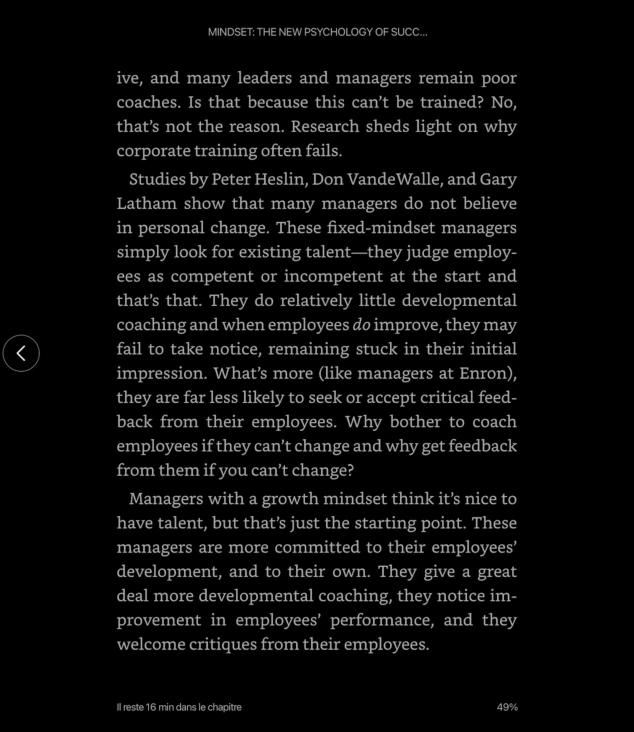 MINDSET: THE NEW PSYCHOLOGY OF SUCC...
ive, and many leaders and managers remain poor
coaches. Is that because this can’t be trained? No,
that’s not the reason. Research sheds light on why
corporate training often fails.
Studies by Peter Heslin, Don VandeWalle, and Gary
Latham show that many managers do not believe
in personal change. These fixed-mindset managers
simply look for existing talent—they judge employ-
ees as competent or incompetent at the start and
that’s that. They do relatively little developmental
coaching and when employees do improve, they may
fail to take notice, remaining stuck in their initial
impression. What’s more (like managers at Enron),
they are far less likely to seek or accept critical feed-
back from their employees. Why bother to coach
employees if they can’t change and why get feedback
from them if you can’t change?
Managers with a growth mindset think it’s nice to
have talent, but that’s just the starting point. These
managers are more committed to their employees’
development, and to their own. They give a great
deal more developmental coaching, they notice im-
provement in employees’ performance, and they
welcome critiques from their employees.
Il reste 16 min dans le chapitre
49%